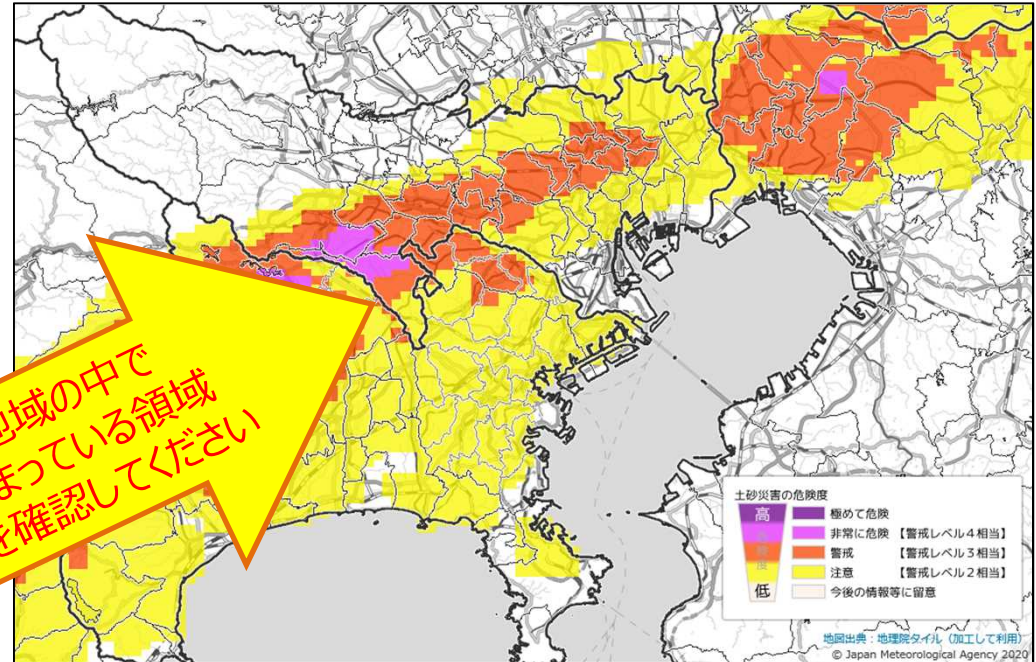 地域の中で
まっている領域
を確認してください
土砂災害の危険度
高
低
極めて危険
非常に危険 【警戒レベル4相当】
警戒 【警戒レベル3相当】
注意 【警戒レベル2相当】
今後の情報等に留意
地図出典：地理院タイル（加工して利用）
© Japan Meteorological Agency 2020